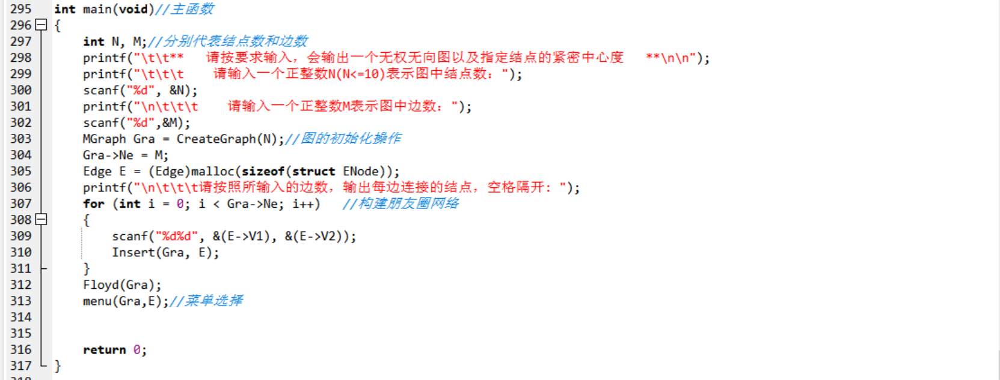 295 int main(void)//主函数
296 {
297 int N, M;//分别代表结点数和边数
298 printf("\t\t** 请按要求输入，会输出一个无权无向图以及指定结点的紧密中心度 **\n\n");
299 printf("\t\t\t 请输入一个正整数N(N<=10)表示图中结点数：");
300 scanf("%d", &N);
301 printf("\n\t\t\t 请输入一个正整数M表示图中边数：");
302 scanf("%d",&M);
303 MGraph Gra = CreateGraph(N);//图的初始化操作
304 Gra->Ne = M;
305 Edge E = (Edge)malloc(sizeof(struct ENode));
306 printf("\n\t\t\t请按照所输入的边数，输出每边连接的结点，空格隔开：");
307 for (int i = 0; i < Gra->Ne; i++) //构建朋友圈网络
308 {
309 scanf("%d%d", &(E->V1), &(E->V2));
310 Insert(Gra, E);
311 }
312 Floyd(Gra);
313 menu(Gra,E);//菜单选择
314
315
316 return 0;
317 }